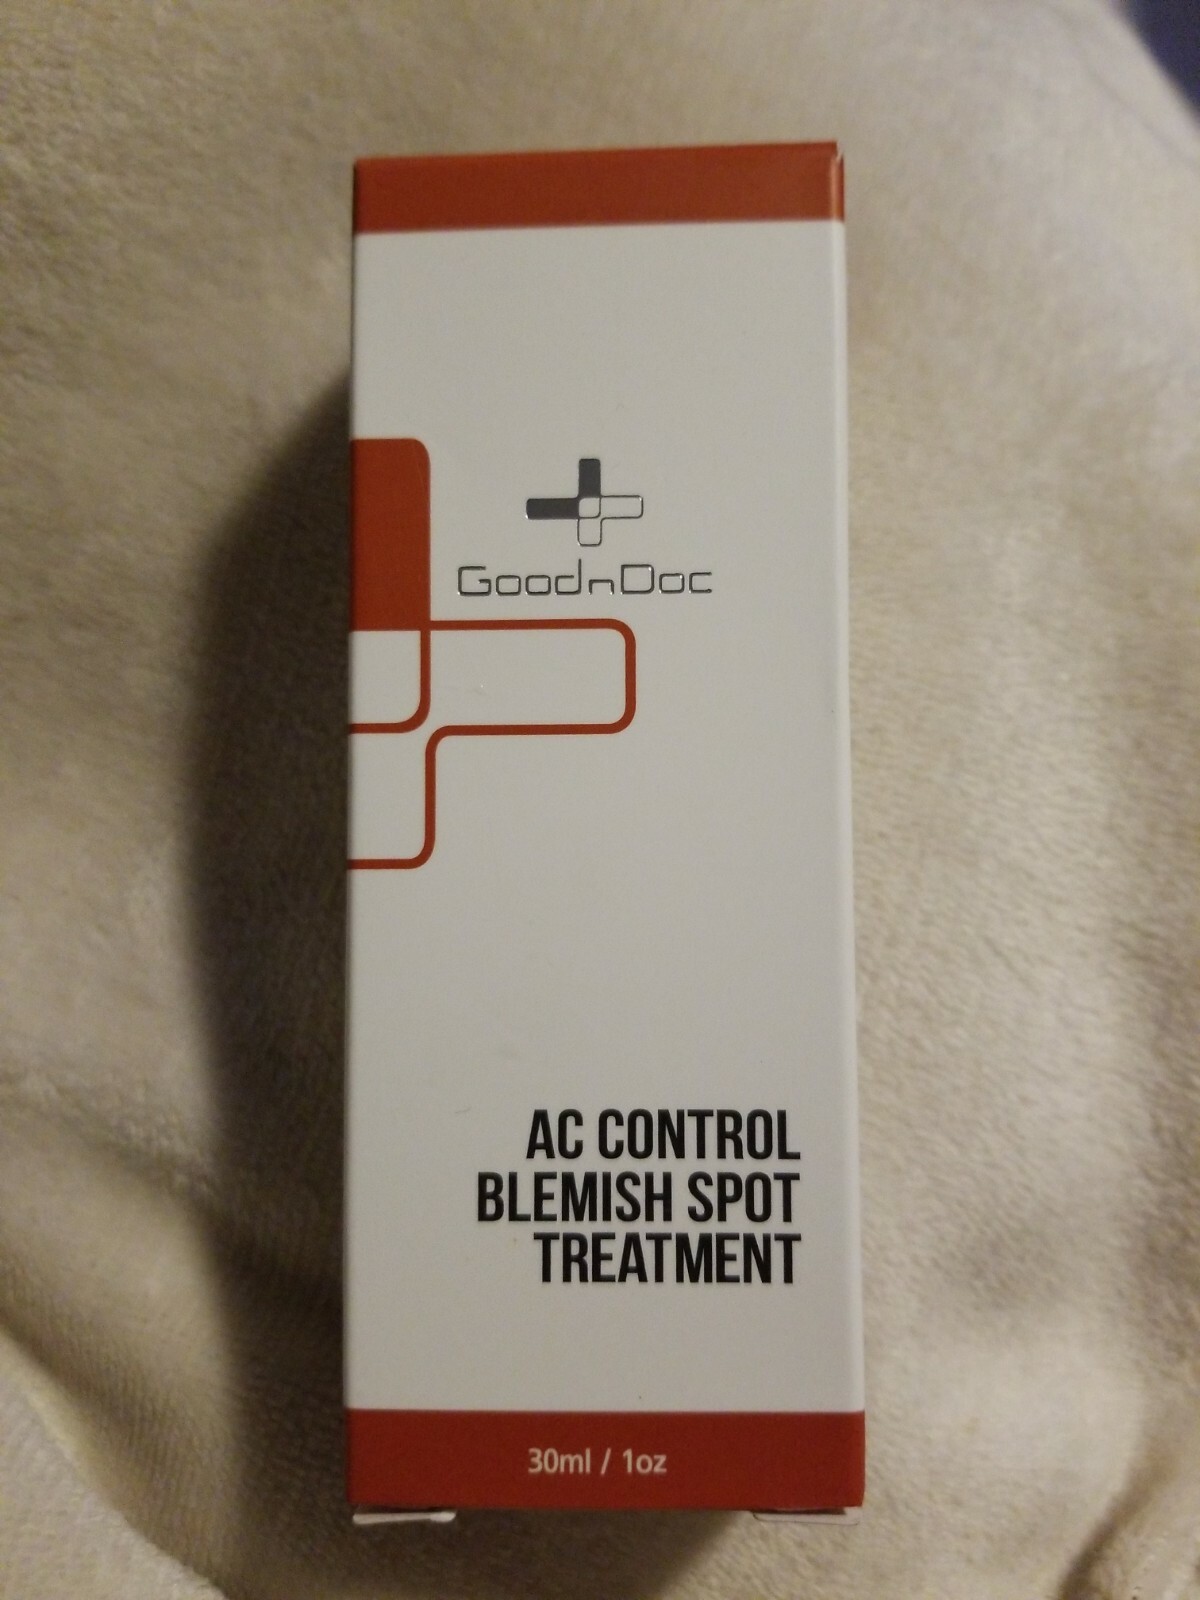 GoodnDoc
AC CONTROL
BLEMISH SPOT
TREATMENT
30ml / 1oz